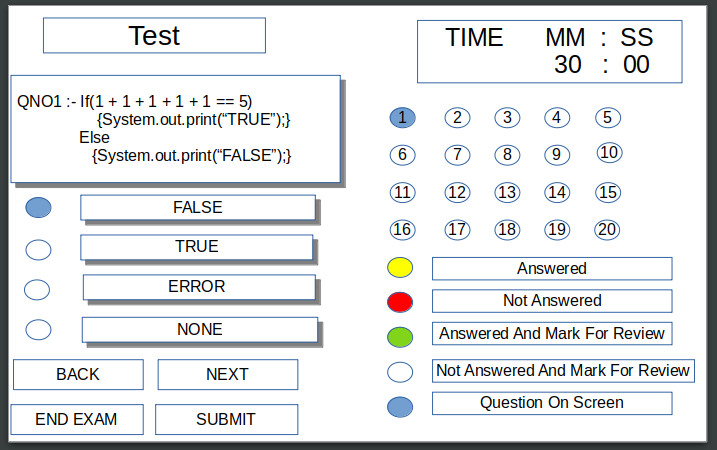 Test
TIME MM : SS
30 : 00
QNO1 :- If(1 + 1 + 1 + 1 + 1 == 5)
{System.out.print(“TRUE”);}
Else
{System.out.print(“FALSE”);}
FALSE
TRUE
ERROR
NONE
BACK NEXT
END EXAM SUBMIT
1 2 3 4 5
6 7 8 9 10
11 12 13 14 15
16 17 18 19 20
Answered
Not Answered
Answered And Mark For Review
Not Answered And Mark For Review
Question On Screen